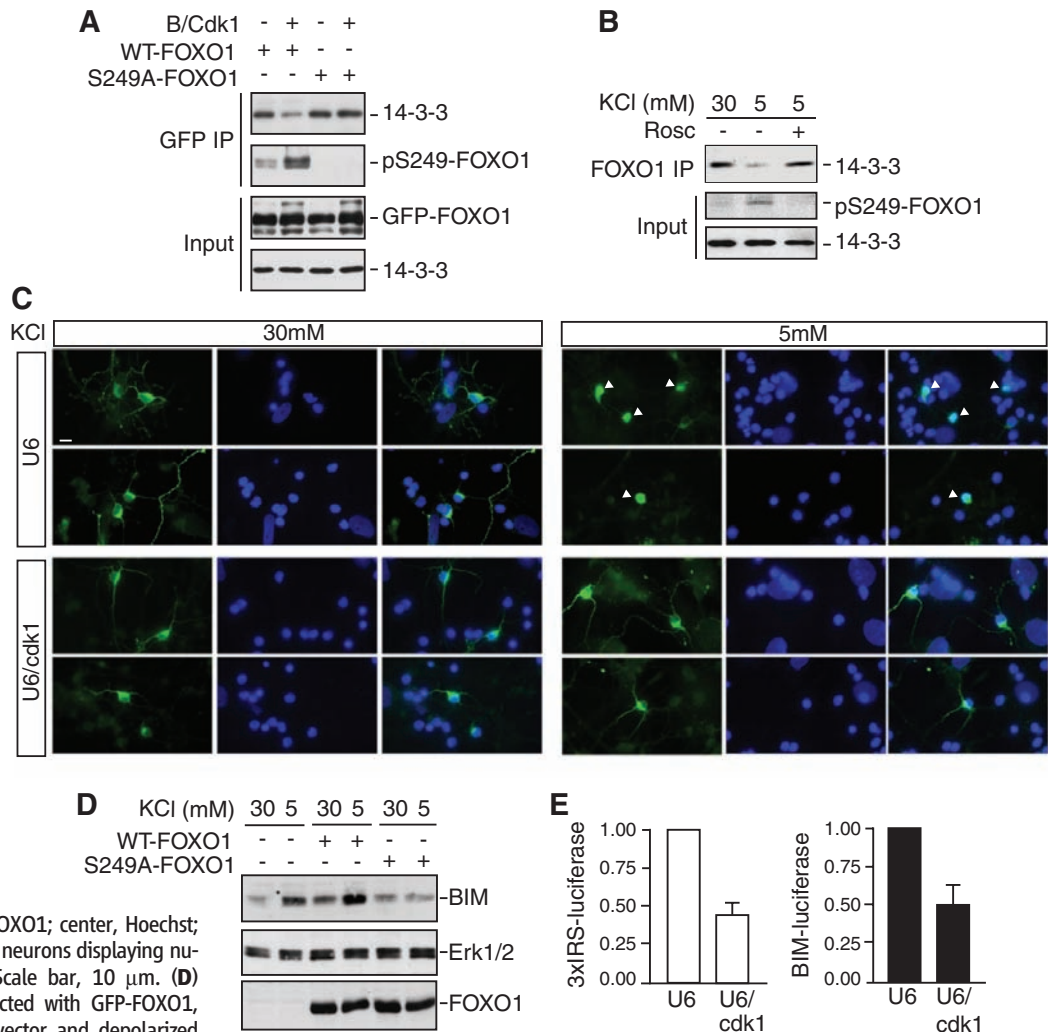 A
B/Cdk1 - + - +
WT-FOXO1 + + - -
S249A-FOXO1 - - + +
GFP IP
-14-3-3
-pS249-FOXO1
Input
-GFP-FOXO1
-14-3-3
B
KCl (mM) 30 5 5
Rosc - - +
FOXO1 IP
-14-3-3
Input
-pS249-FOXO1
-14-3-3
C
KCl 30mM 5mM
U6
U6/cdk1
D
KCl (mM) 30 5 30 5 30 5
WT-FOXO1 - - + + - -
S249A-FOXO1 - - - - + +
-BIM
-Erk1/2
-FOXO1
OXO1; center, Hoechst;
neurons displaying nu-
Scale bar, 10 μm. (D)
cted with GFP-FOXO1,
vector and depolarized
E
3xIRS-luciferase
1.00
0.75
0.50
0.25
0.00
U6 U6/
cdk1
BIM-luciferase
1.00
0.75
0.50
0.25
0.00
U6 U6/
cdk1